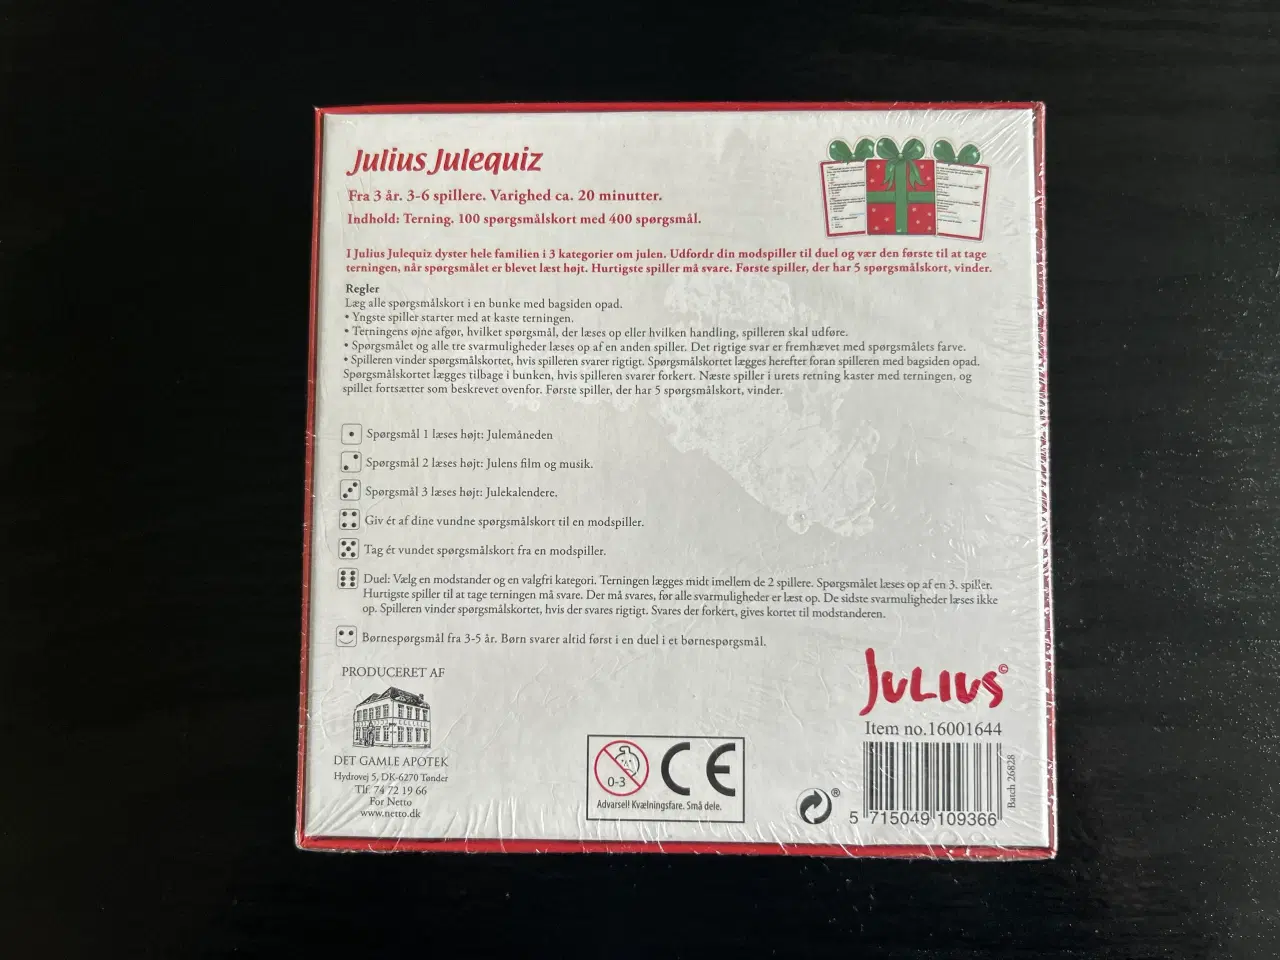 Julius Julequiz
Fra 3 år. 3-6 spillere. Varighed ca. 20 minutter.
Indhold: Terning. 100 spørgsmålskort med 400 spørgsmål.
I Julius Julequiz dyster hele familien i 3 kategorier om julen. Udfordr din modspiller til duel og vær den første til at tage
terningen, når spørgsmålet er blevet læst højt. Hurtigste spiller må svare. Første spiller, der har 5 spørgsmålskort, vinder.
Regler
Læg alle spørgsmålskort i en bunke med bagsiden opad.
• Yngste spiller starter med at kaste terningen.
• Terningens øjne afgør, hvilket spørgsmål, der læses op eller hvilken handling, spilleren skal udføre.
• Spørgsmålet og alle tre svarmuligheder læses op af en anden spiller. Det rigtige svar er fremhævet med spørgsmålets farve.
• Spilleren vinder spørgsmålskortet, hvis spilleren svarer rigtigt. Spørgsmålskortet lægges herefter foran spilleren med bagsiden opad.
Spørgsmålskortet lægges tilbage i bunken, hvis spilleren svarer forkert. Næste spiller i urets retning kaster med terningen, og
spillet fortsætter som beskrevet ovenfor. Første spiller, der har 5 spørgsmålskort, vinder.
Spørgsmål 1 læses højt: Julemåneden
Spørgsmål 2 læses højt: Julens film og musik.
Spørgsmål 3 læses højt: Julekalendere.
Giv ét af dine vundne spørgsmålskort til en modspiller.
Tag ét vundet spørgsmålskort fra en modspiller.
Duel: Vælg en modstander og en valgfri kategori. Terningen lægges midt imellem de 2 spillere. Spørgsmålet læses op af en 3. spiller.
Hurtigste spiller til at tage terningen må svare. Der må svares, før alle svarmuligheder er læst op. De sidste svarmuligheder læses ikke
op. Spilleren vinder spørgsmålskortet, hvis der svares rigtigt. Svares der forkert, gives kortet til modstanderen.
Børnespørgsmål fra 3-5 år. Børn svarer altid først i en duel i et børnespørgsmål.
PRODUCERET AF
DET GAMLE APOTEK
Hydrovej 5, DK-6270 Tønder
Tlf. 74 72 19 66
For Netto
www.netto.dk
0-3
CE
Advarsel! Kvælningsfare. Små dele.
®
JULIUS©
Item no.16001644
Batch 26828
5 715049 109366